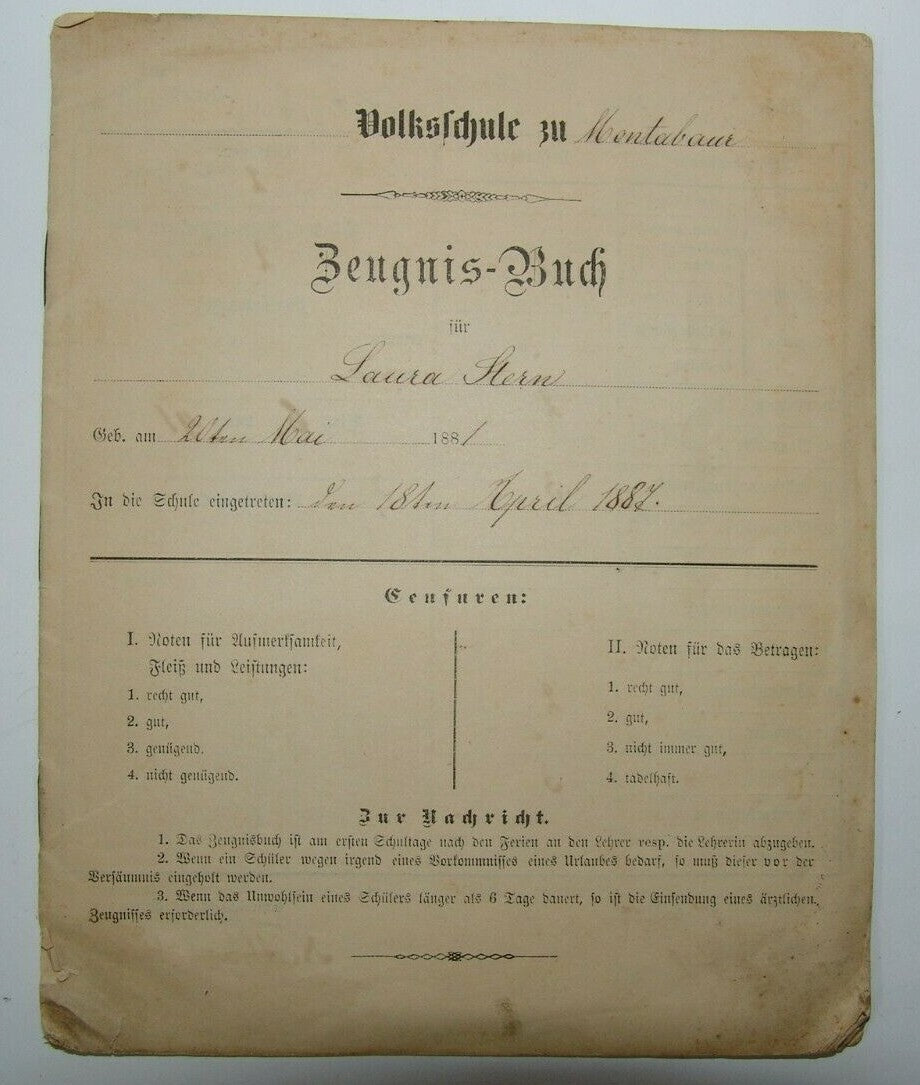 Volksschule zu Montabaur
Zeugnis-Buch
für
Laura Stern
Geb. am 20ten Mai 1881
In die Schule eingetreten: den 18ten April 1887.
Censuren:
I. Noten für Aufmerksamkeit,
Fleiß und Leistungen:
1. recht gut,
2. gut,
3. genügend.
4. nicht genügend.
II. Noten für das Betragen:
1. recht gut,
2. gut,
3. nicht immer gut,
4. tadelhaft.
Zur Nachricht.
1. Das Zeugnisbuch ist am ersten Schultage nach den Ferien an den Lehrer resp. die Lehrerin abzugeben.
2. Wenn ein Schüler wegen irgend eines Vorkommnisses eines Urlaubes bedarf, so muß dieser vor der
Versäumnis eingeholt werden.
3. Wenn das Unwohlsein eines Schülers länger als 6 Tage dauert, so ist die Einsendung eines ärztlichen
Zeugnisses erforderlich.